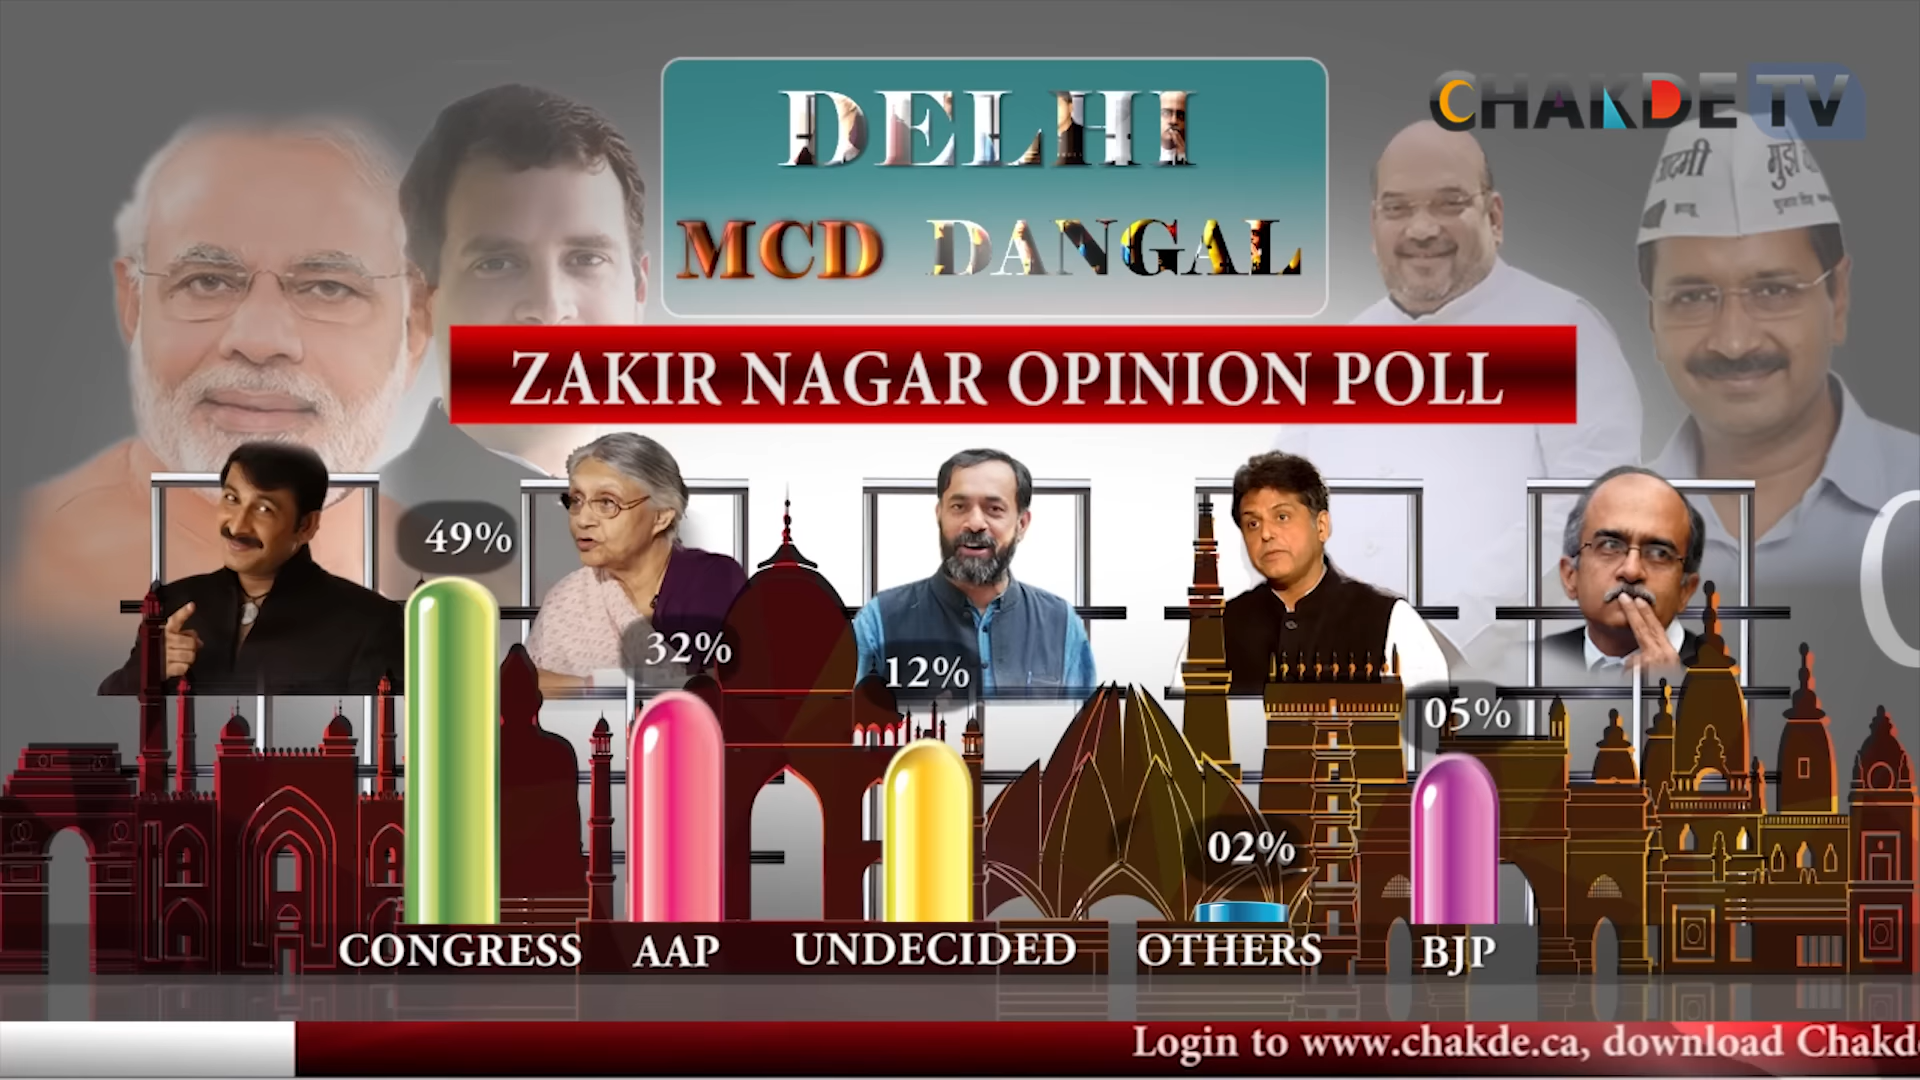 DELHI
CHAKDE TV
MCD DANGAL
ZAKIR NAGAR OPINION POLL
49%
32%
12%
02%
05%
CONGRESS
AAP
UNDECIDED
OTHERS
BJP
Login to www.chakde.ca, download Chakde